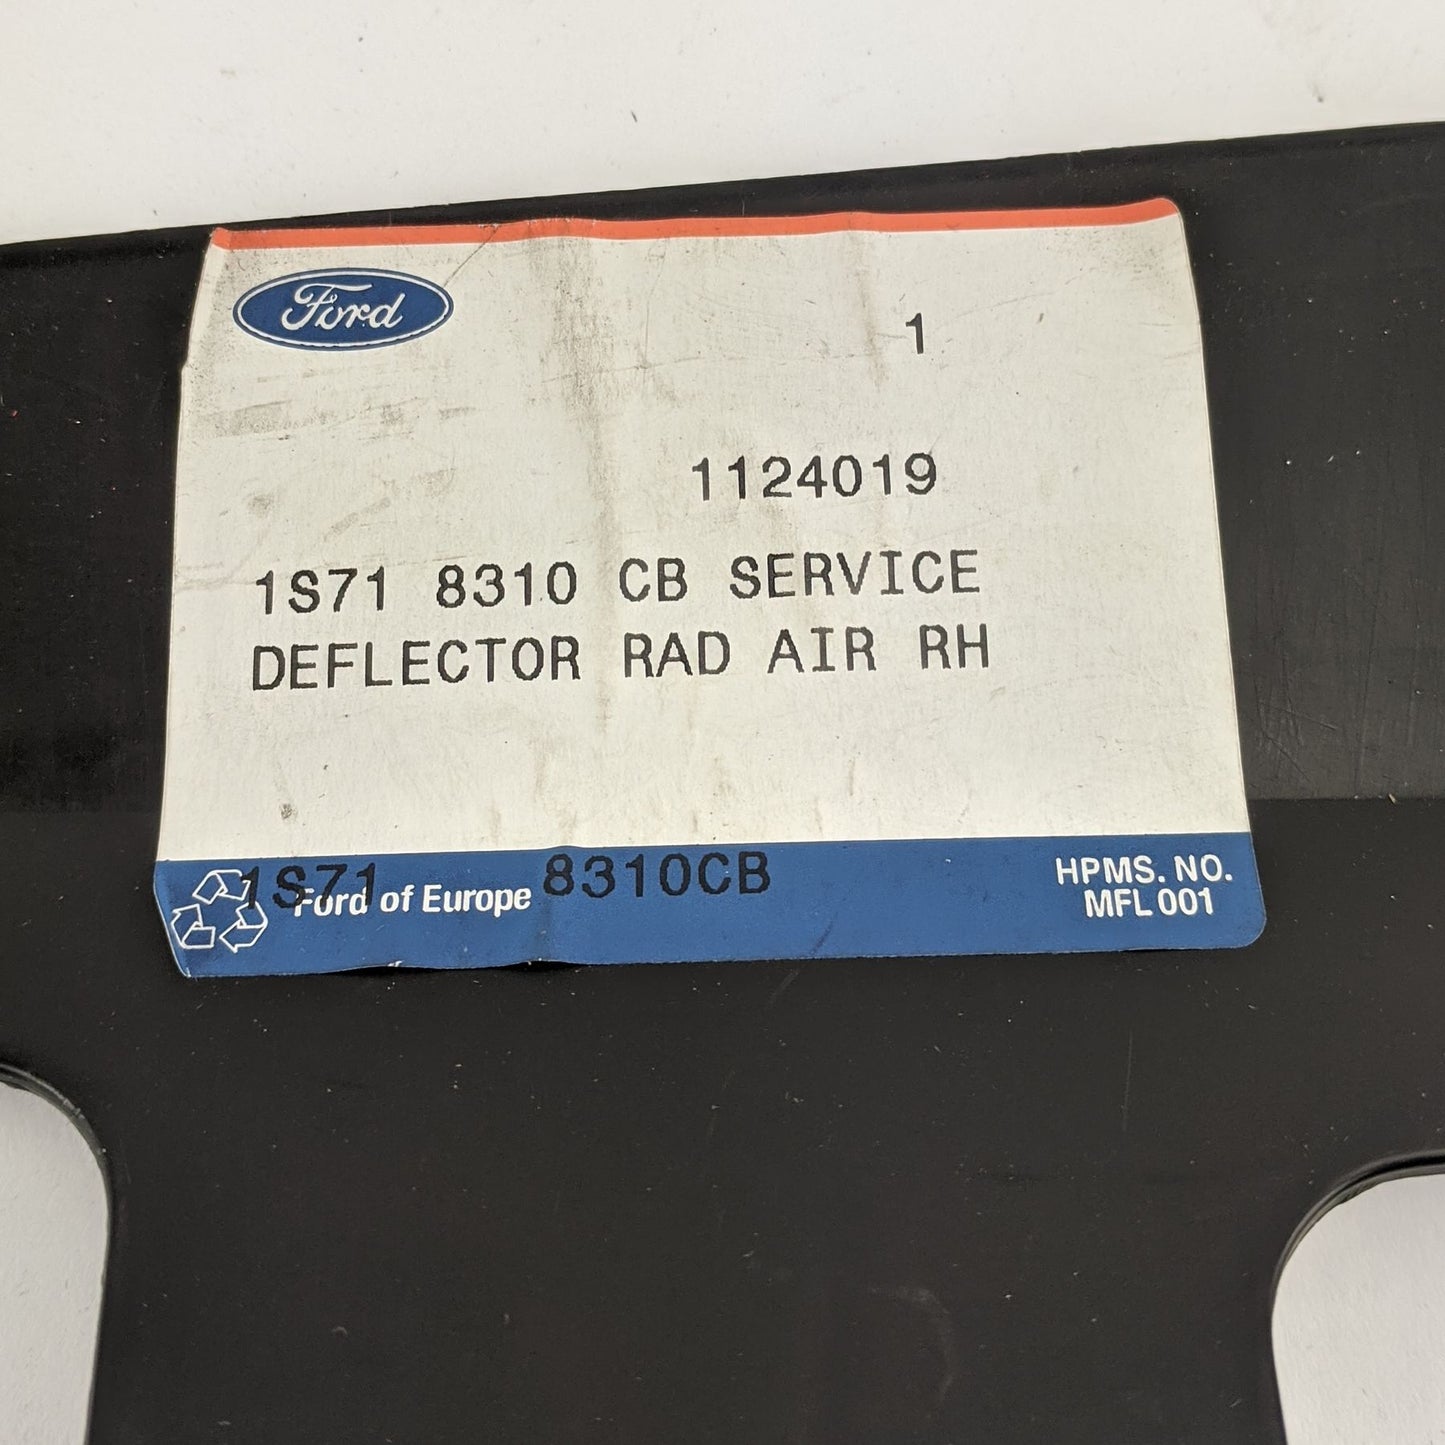 Ford
1
1124019
1S71 8310 CB SERVICE
DEFLECTOR RAD AIR RH
1S71 8310CB
Ford of Europe
HPMS. NO.
MFL 001